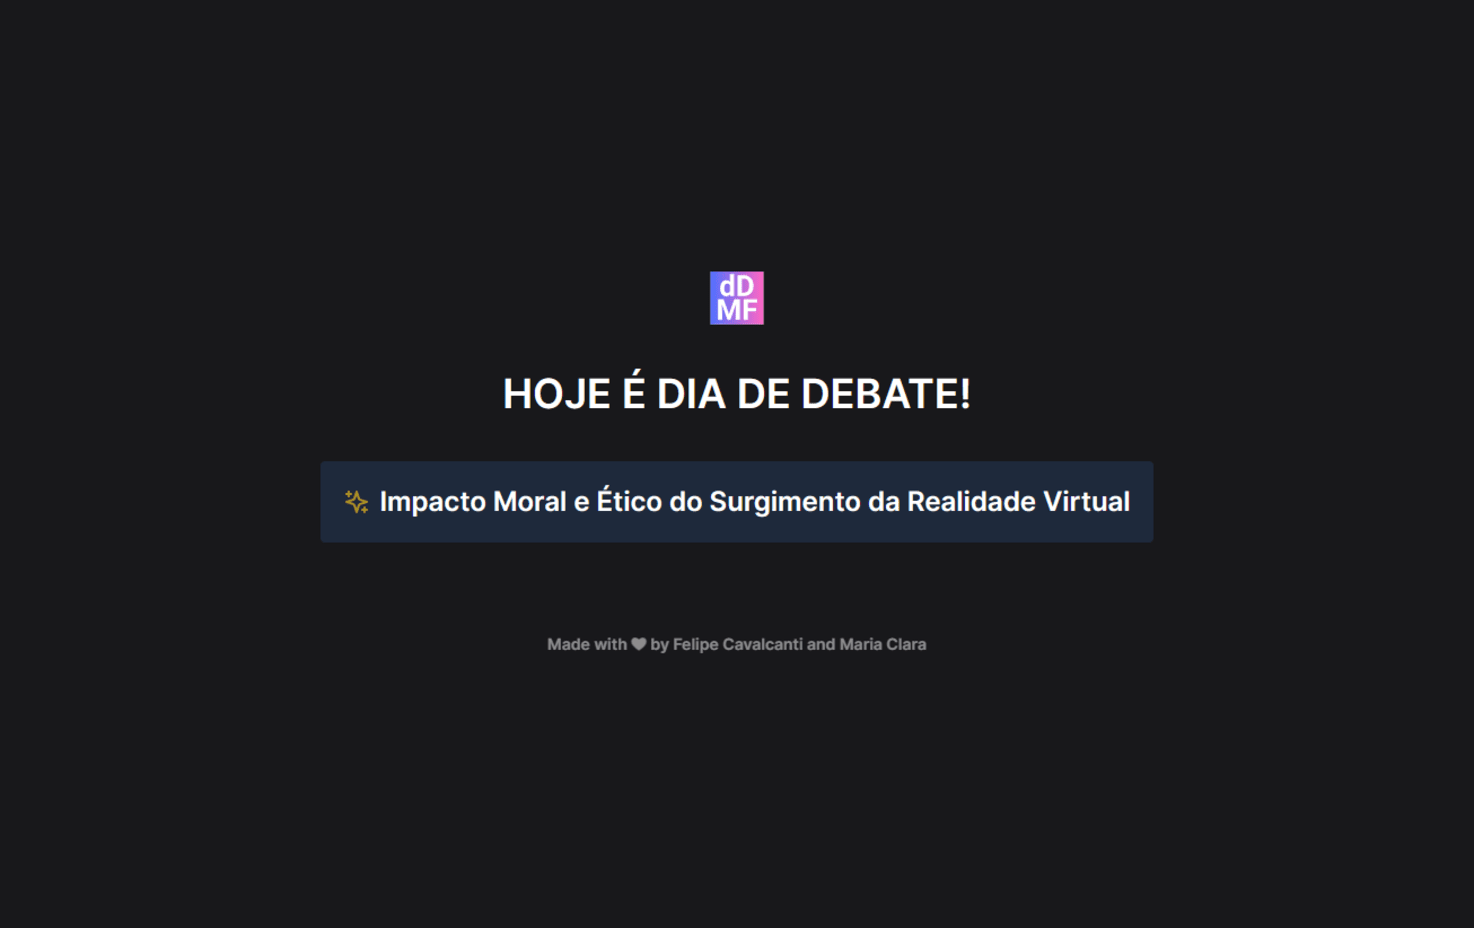 dD
MF
HOJE É DIA DE DEBATE!
Impacto Moral e Ético do Surgimento da Realidade Virtual
Made with ♥ by Felipe Cavalcanti and Maria Clara